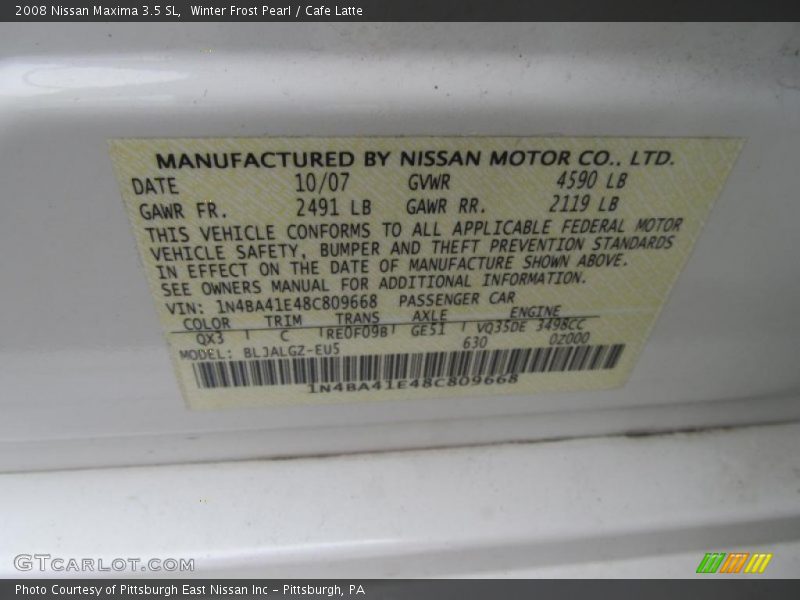 2008 Nissan Maxima 3.5 SL, Winter Frost Pearl / Cafe Latte
MANUFACTURED BY NISSAN MOTOR CO., LTD.
DATE 10/07 GVWR 4590 LB
GAWR FR. 2491 LB GAWR RR. 2119 LB
THIS VEHICLE CONFORMS TO ALL APPLICABLE FEDERAL MOTOR
VEHICLE SAFETY, BUMPER AND THEFT PREVENTION STANDARDS
IN EFFECT ON THE DATE OF MANUFACTURE SHOWN ABOVE.
SEE OWNERS MANUAL FOR ADDITIONAL INFORMATION.
VIN: 1N4BA41E48C809668 PASSENGER CAR
COLOR TRIM TRANS AXLE ENGINE
QX3 C RE0F09B GE51 VQ35DE 3498CC
MODEL: BLJALGZ-EU5 630 0Z000
1N4BA41E48C809668
GTCARLOT.COM
Photo Courtesy of Pittsburgh East Nissan Inc - Pittsburgh, PA